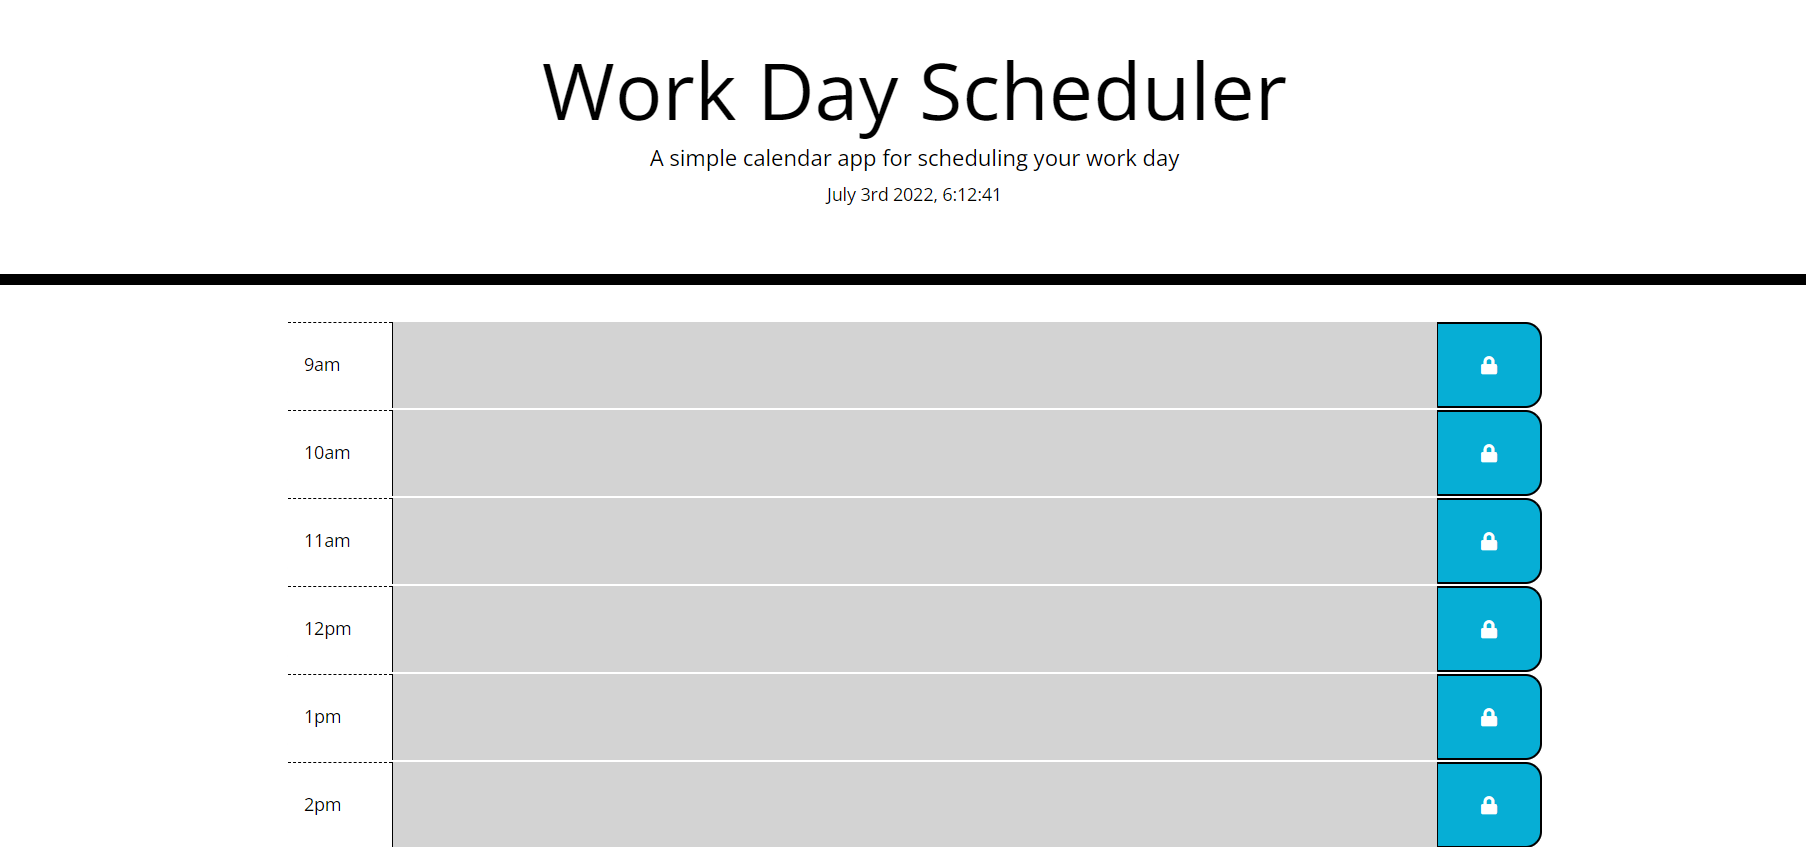 Work Day Scheduler
A simple calendar app for scheduling your work day
July 3rd 2022, 6:12:41
9am
10am
11am
12pm
1pm
2pm